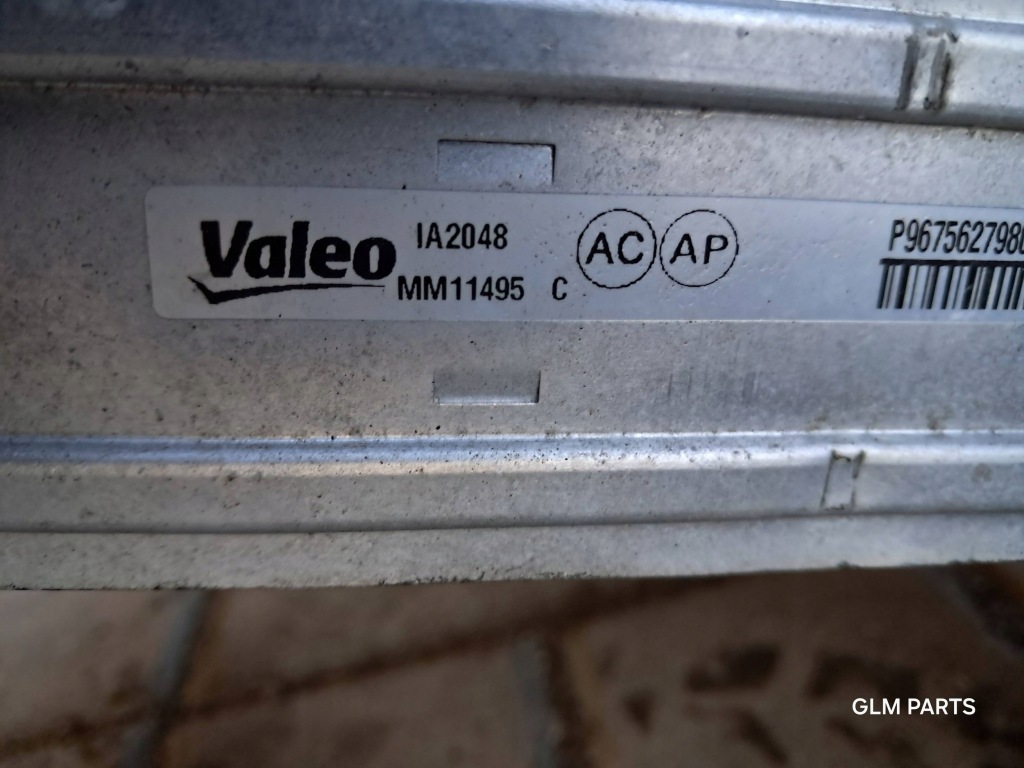 Valeo
IA2048
MM11495 C
AC AP
P967562798
GLM PARTS